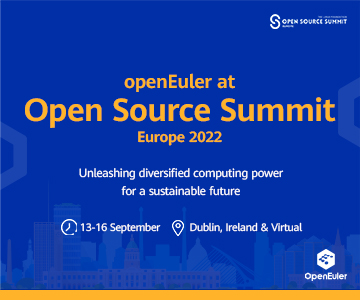 OPEN SOURCE SUMMIT
openEuler at
Open Source Summit
Europe 2022
Unleashing diversified computing power
for a sustainable future
13-16 September
Dublin, Ireland & Virtual
OpenEuler